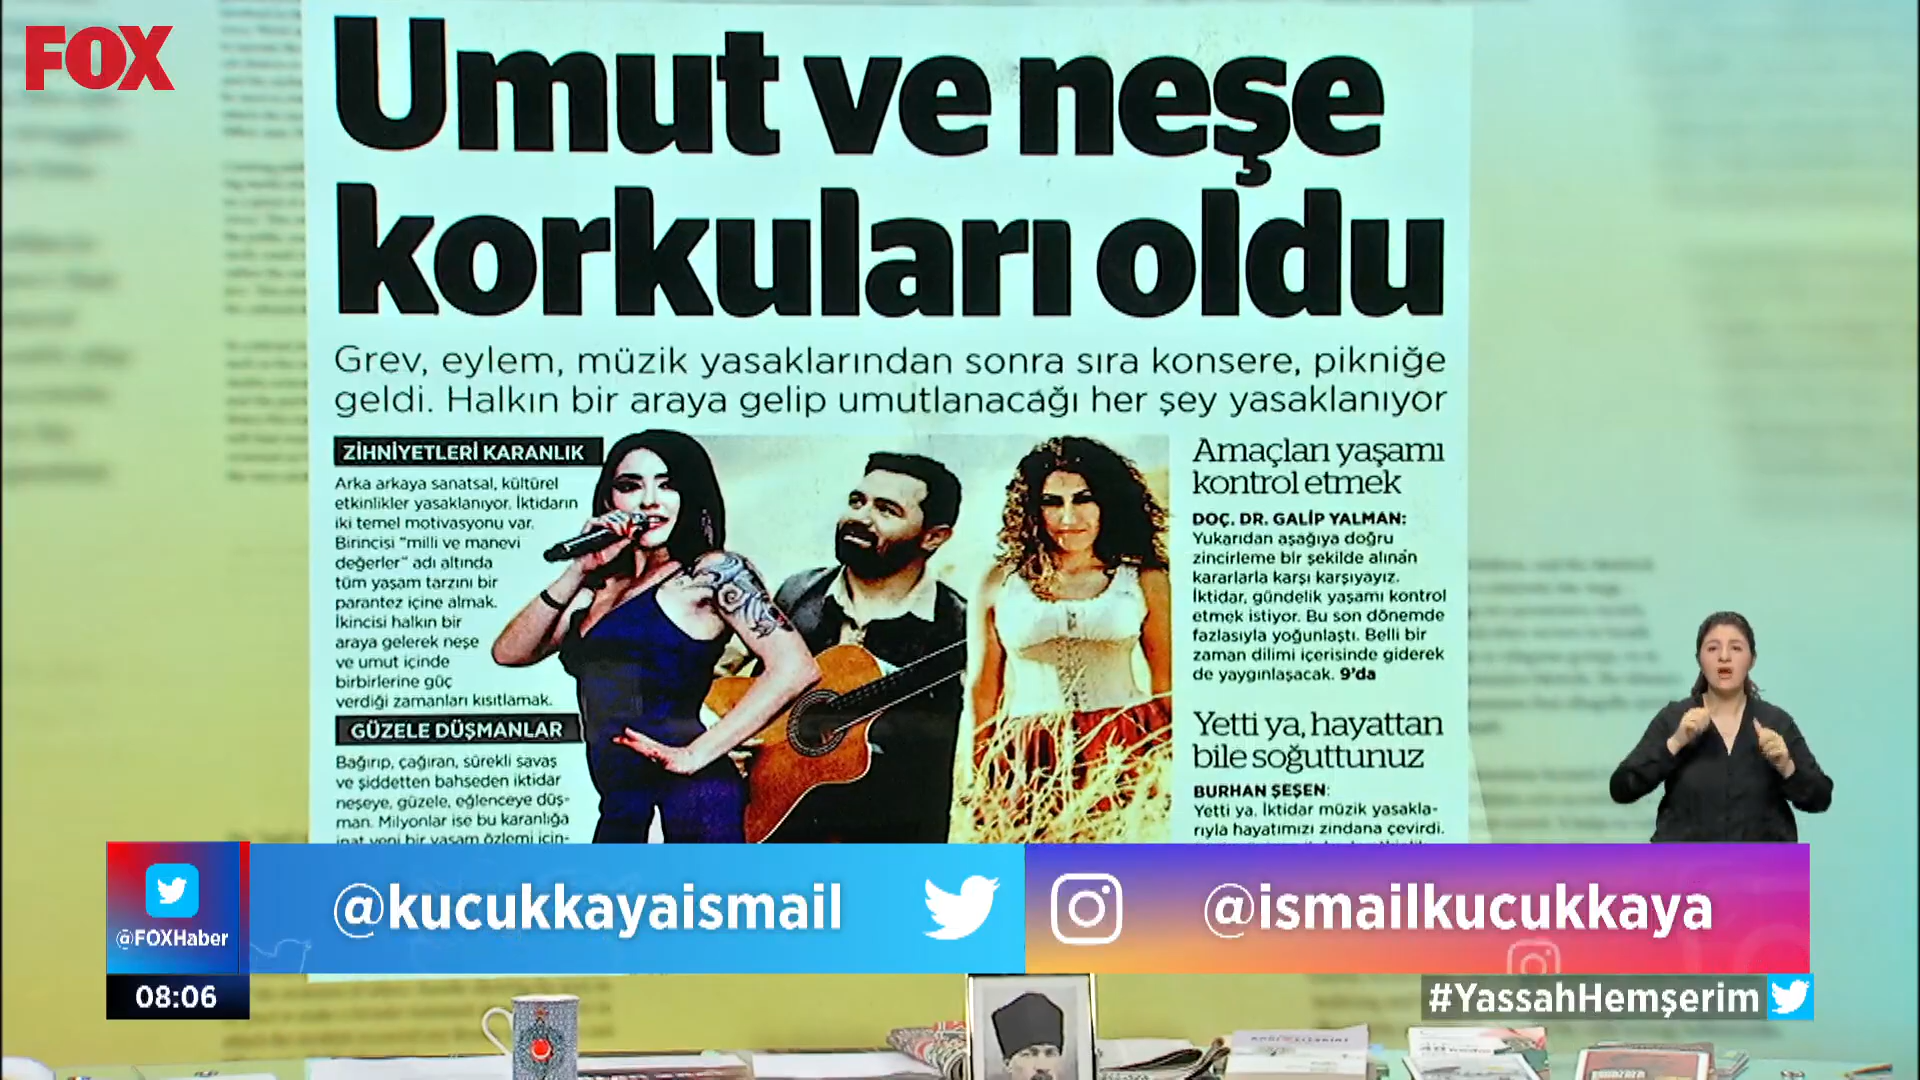 FOX
Umut ve neşe
korkuları oldu
Grev, eylem, müzik yasaklarından sonra sıra konsere, pikniğe
geldi. Halkın bir araya gelip umutlanacağı her şey yasaklanıyor
ZİHNİYETLERİ KARANLIK
Arka arkaya sanatsal, kültürel
etkinlikler yasaklanıyor. İktidarın
iki temel motivasyonu var.
Birincisi "milli ve manevi
değerler" adı altında
tüm yaşam tarzını bir
parantez içine almak.
İkincisi halkın bir
araya gelerek neşe
ve umut içinde
birbirlerine güç
verdiği zamanları kısıtlamak.
GÜZELE DÜŞMANLAR
Bağırıp, çağıran, sürekli savaş
ve şiddetten bahseden iktidar
neşeye, güzele, eğlenceye düş-
man. Milyonlar ise bu karanlığa
inat yeni bir yaşam özlemi için-
Amaçları yaşamı
kontrol etmek
DOÇ. DR. GALİP YALMAN:
Yukarıdan aşağıya doğru
zincirleme bir şekilde alınan
kararlarla karşı karşıyayız.
İktidar, gündelik yaşamı kontrol
etmek istiyor. Bu son dönemde
fazlasıyla yoğunlaştı. Belli bir
zaman dilimi içerisinde giderek
de yaygınlaşacak. 9'da
Yetti ya, hayattan
bile soğuttunuz
BURHAN ŞEŞEN:
Yetti ya. İktidar müzik yasakla-
rıyla hayatımızı zindana çevirdi.
@FOXHaber
@kucukkayaismail
@ismailkucukkaya
08:06
#YassahHemşerim